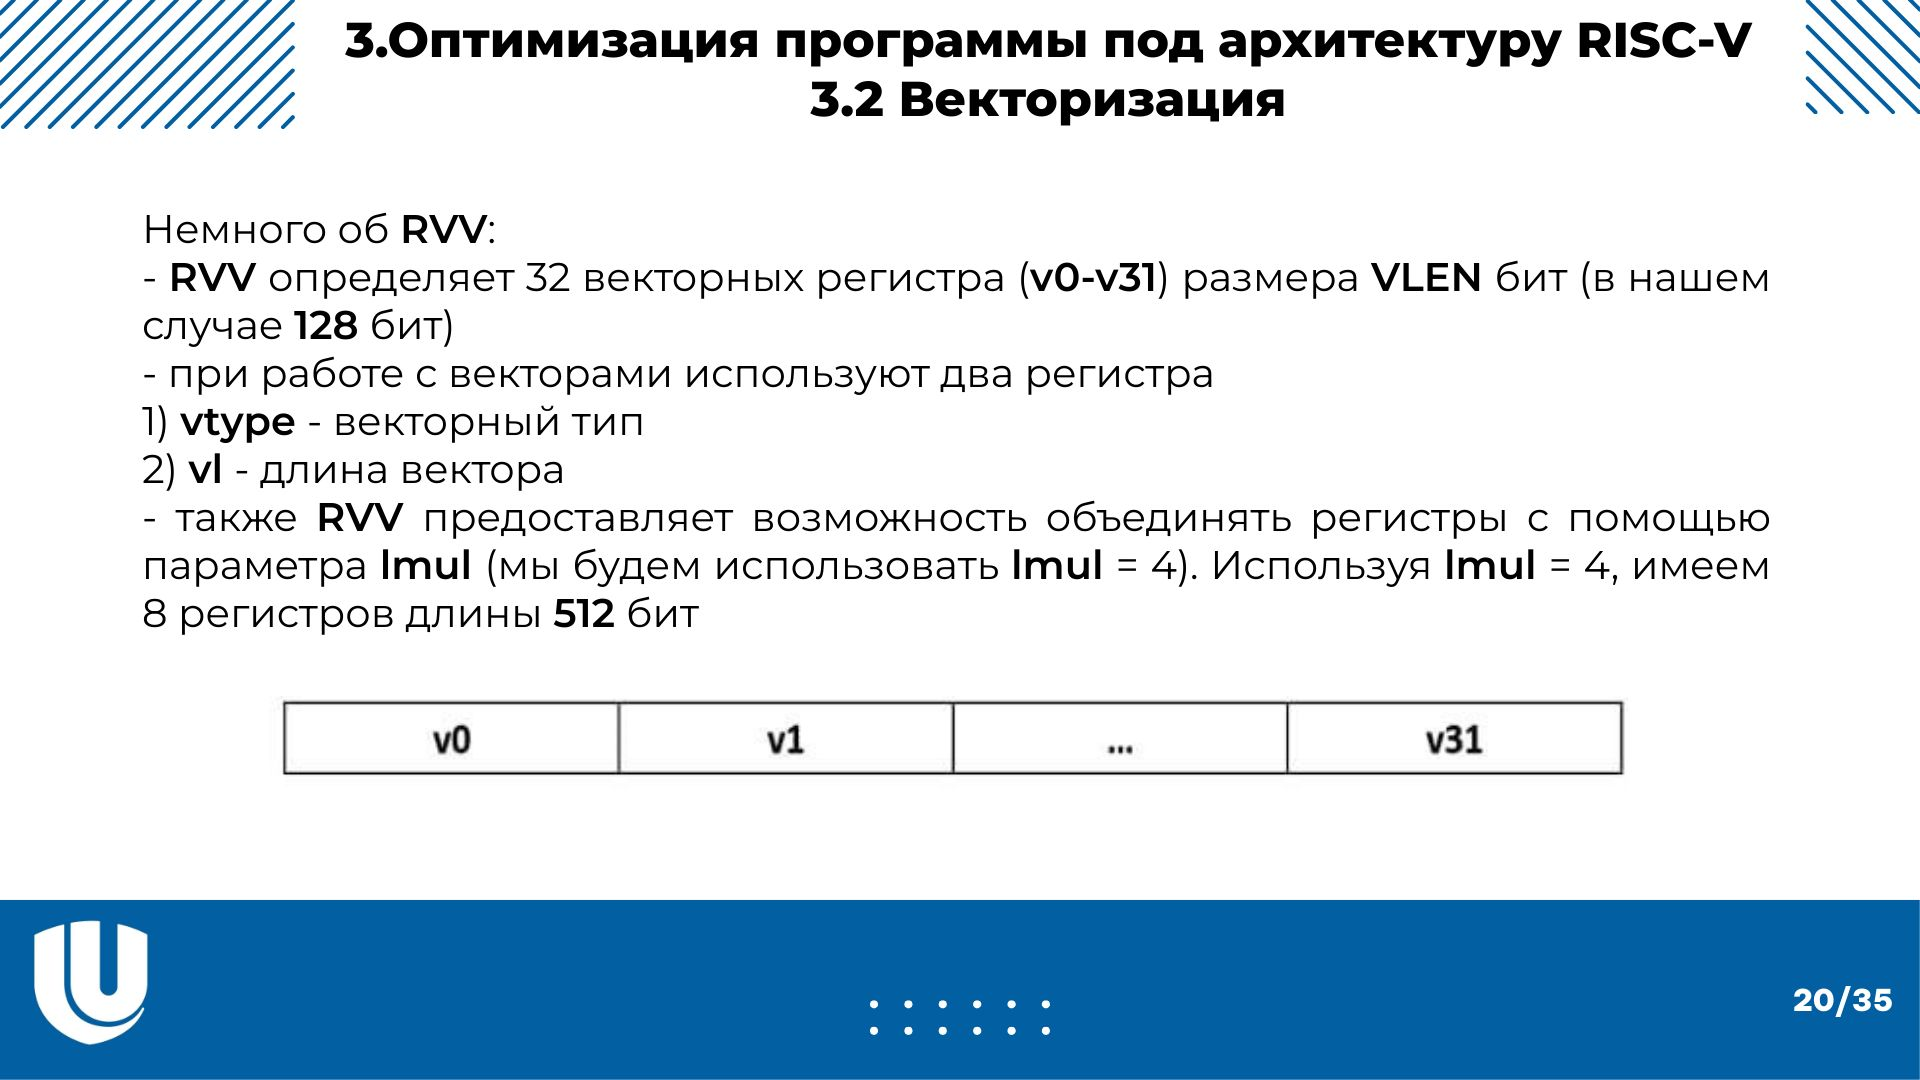 3.Оптимизация программы под архитектуру RISC-V
3.2 Векторизация
Немного об RVV:
- RVV определяет 32 векторных регистра (v0-v31) размера VLEN бит (в нашем
случае 128 бит)
- при работе с векторами используют два регистра
1) vtype - векторный тип
2) vl - длина вектора
- также RVV предоставляет возможность объединять регистры с помощью
параметра lmul (мы будем использовать lmul = 4). Используя lmul = 4, имеем
8 регистров длины 512 бит
v0 v1 ... v31
20/35